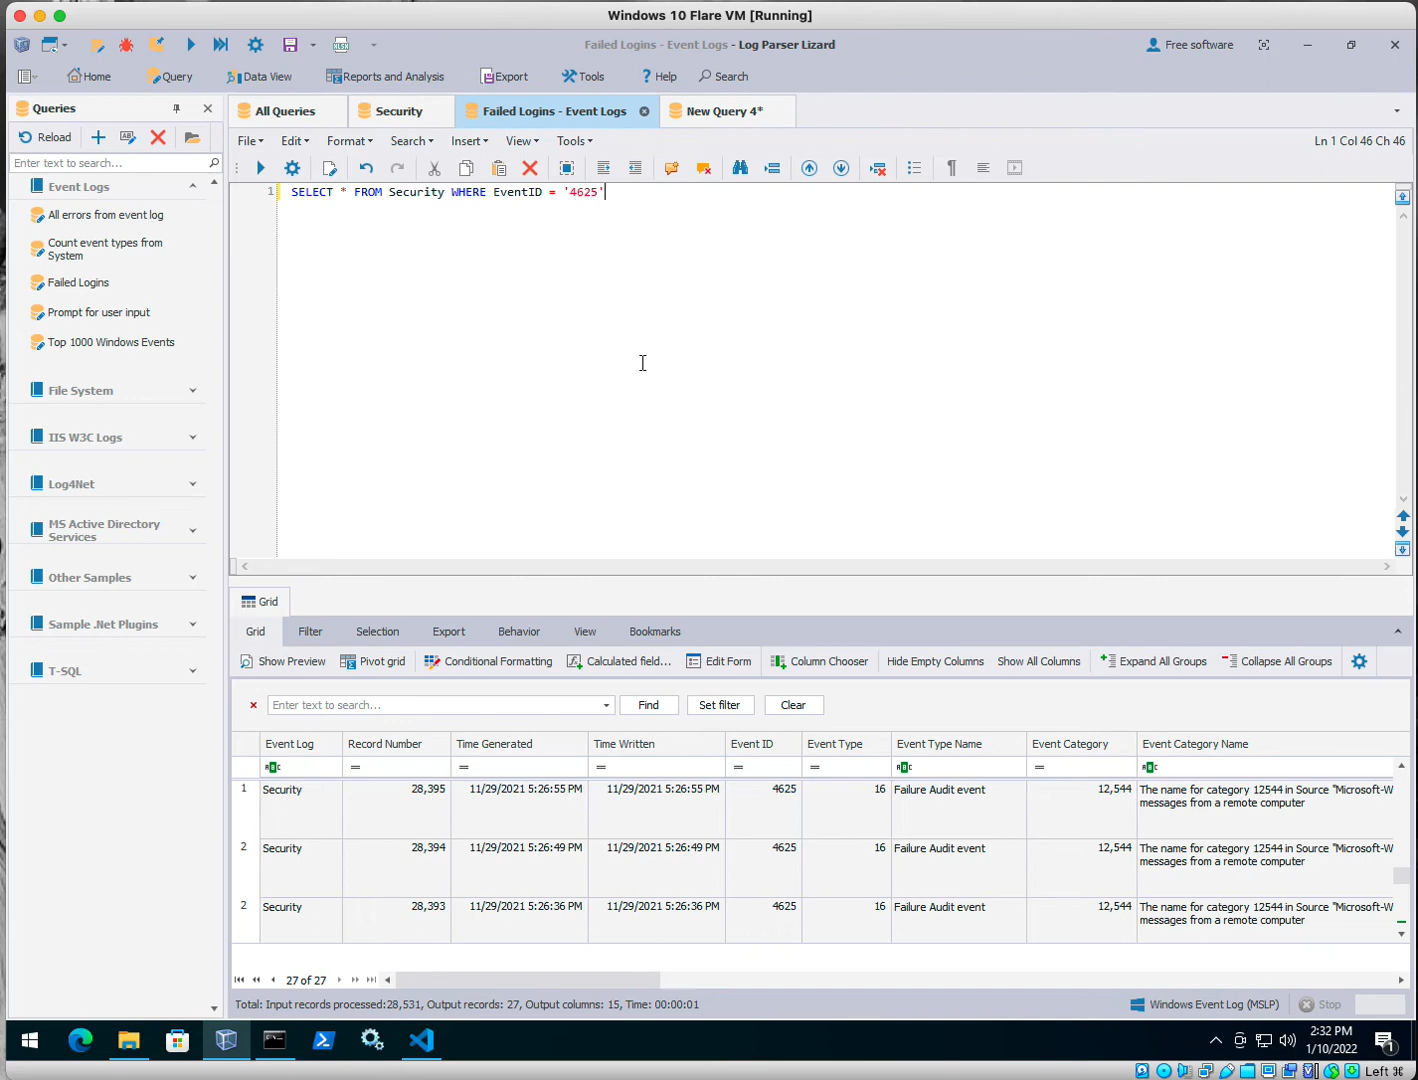 Windows 10 Flare VM [Running]
Failed Logins - Event Logs - Log Parser Lizard
Free software
Home
Query
Data View
Reports and Analysis
Export
Tools
Help
Search
Queries
All Queries
Security
Failed Logins - Event Logs
New Query 4*
Reload
File
Edit
Format
Search
Insert
View
Tools
Ln 1 Col 46 Ch 46
Enter text to search...
1 SELECT * FROM Security WHERE EventID = '4625'
Event Logs
All errors from event log
Count event types from
System
Failed Logins
Prompt for user input
Top 1000 Windows Events
File System
IIS W3C Logs
Log4Net
MS Active Directory
Services
Other Samples
Sample .Net Plugins
T-SQL
Grid
Grid
Filter
Selection
Export
Behavior
View
Bookmarks
Show Preview
Pivot grid
Conditional Formatting
Calculated field...
Edit Form
Column Chooser
Hide Empty Columns
Show All Columns
Expand All Groups
Collapse All Groups
Enter text to search...
Find
Set filter
Clear
Event Log Record Number Time Generated Time Written Event ID Event Type Event Type Name Event Category Event Category Name
1 Security 28,395 11/29/2021 5:26:55 PM 11/29/2021 5:26:55 PM 4625 16 Failure Audit event 12,544 The name for category 12544 in Source "Microsoft-W
messages from a remote computer
2 Security 28,394 11/29/2021 5:26:49 PM 11/29/2021 5:26:49 PM 4625 16 Failure Audit event 12,544 The name for category 12544 in Source "Microsoft-W
messages from a remote computer
2 Security 28,393 11/29/2021 5:26:36 PM 11/29/2021 5:26:36 PM 4625 16 Failure Audit event 12,544 The name for category 12544 in Source "Microsoft-W
messages from a remote computer
27 of 27
Total: Input records processed:28,531, Output records: 27, Output columns: 15, Time: 00:00:01
Windows Event Log (MSLP)
Stop
2:32 PM
1/10/2022
1
Left ⌘